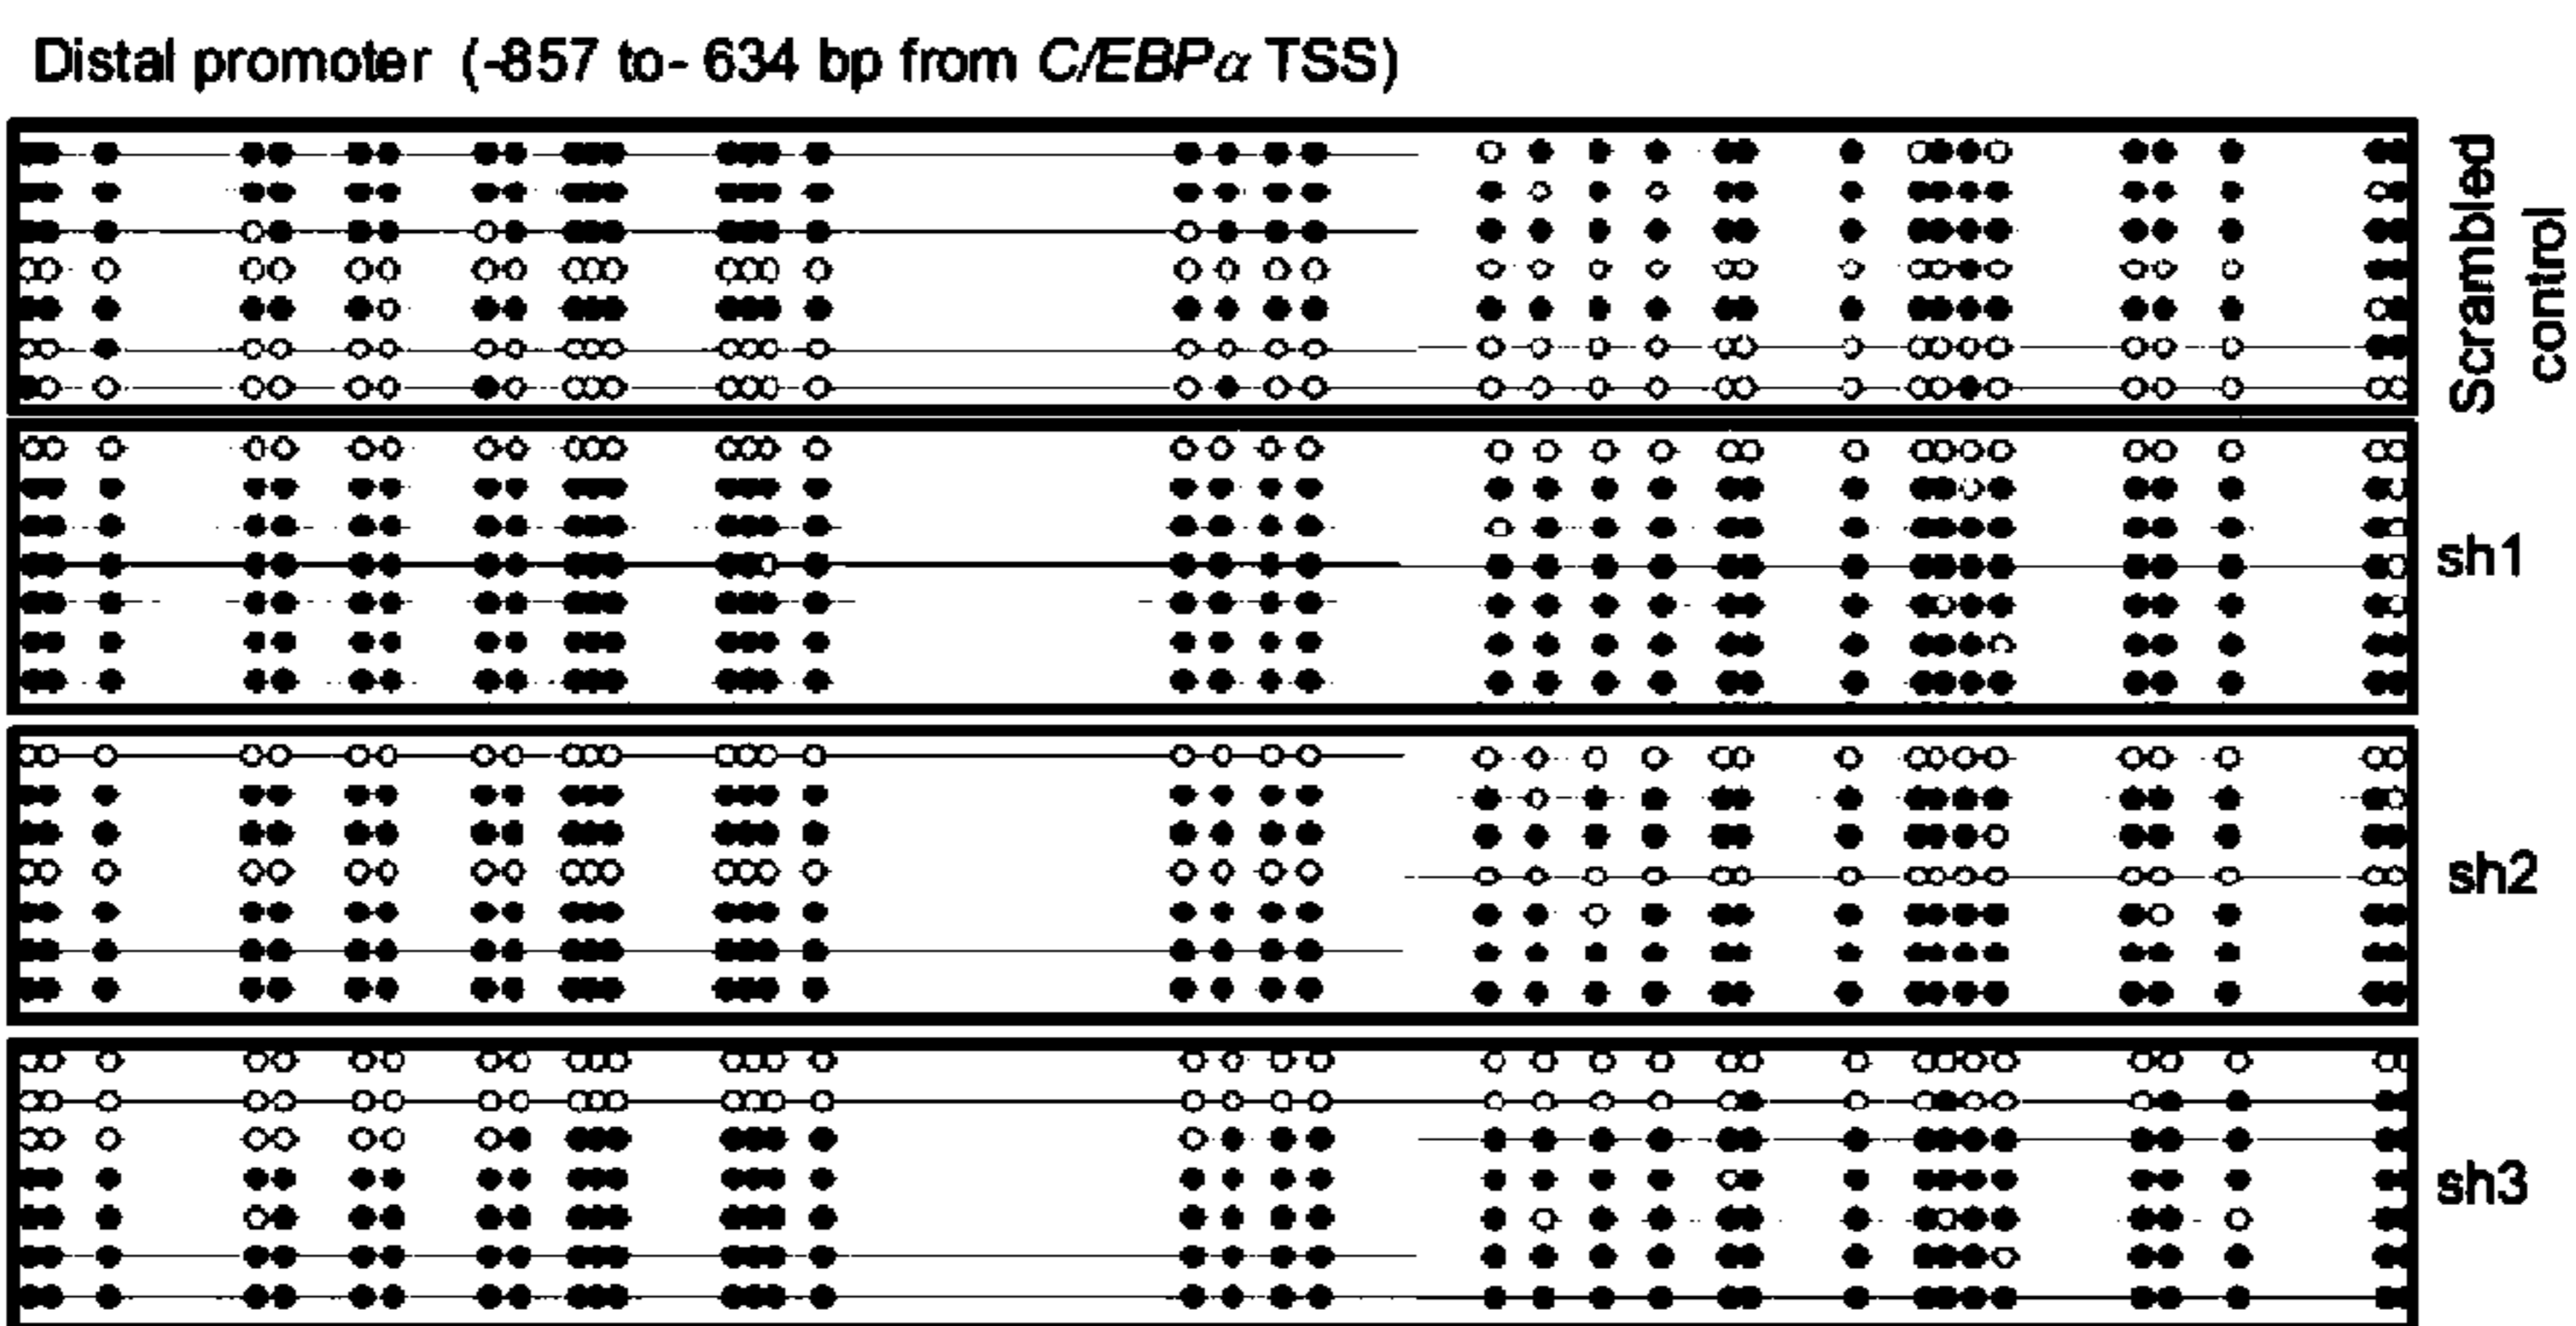 Distal promoter (-857 to- 634 bp from C/EBPα TSS)
Scrambled
control
sh1
sh2
sh3